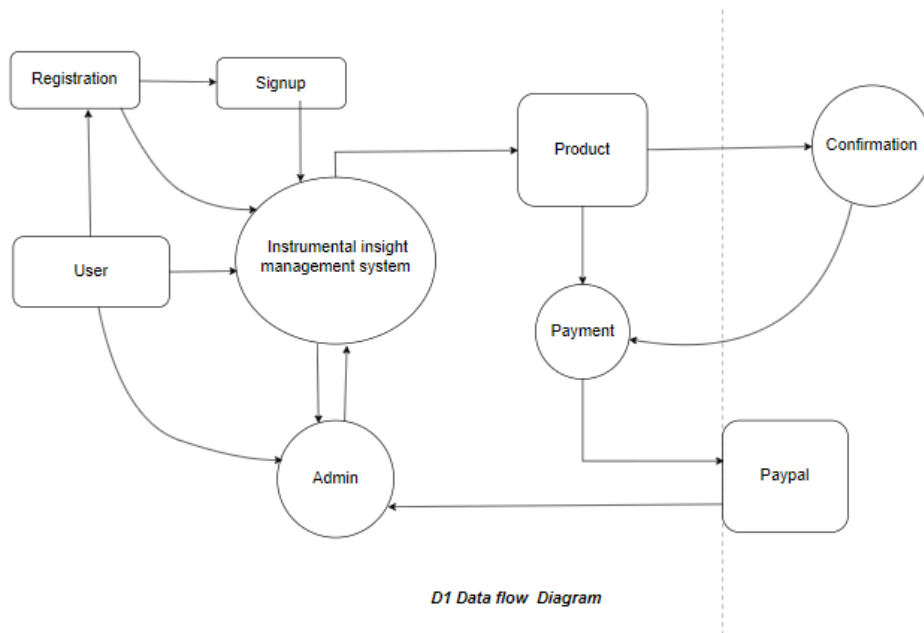 Registration
Signup
Product
Confirmation
Instrumental insight
management system
User
Payment
Admin
Paypal
D1 Data flow Diagram